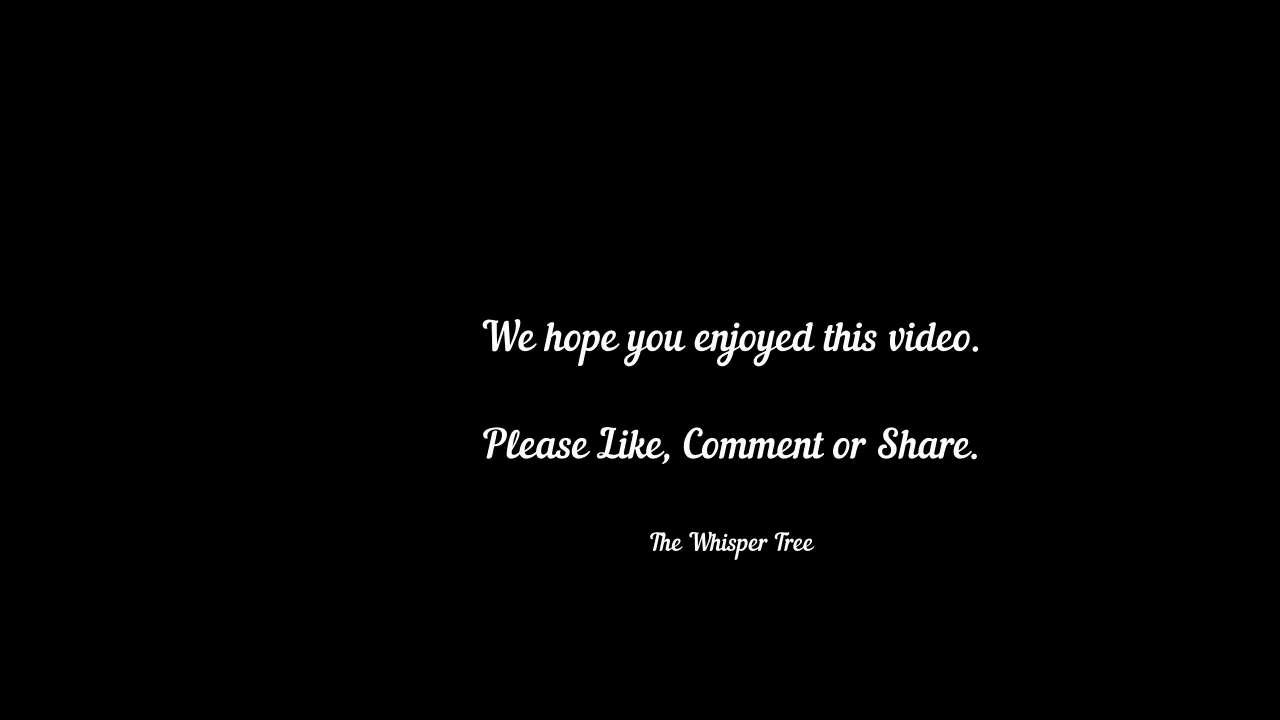 We hope you enjoyed this video.
Please Like, Comment or Share.
The Whisper Tree